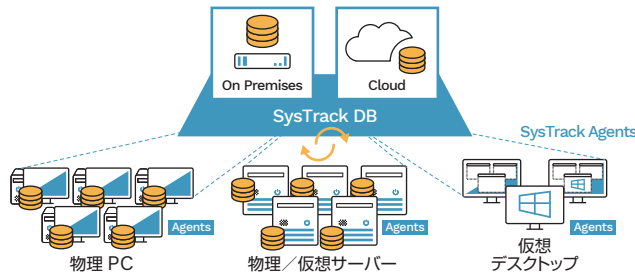 On Premises
Cloud
SysTrack DB
SysTrack Agents
Agents
Agents
Agents
物理 PC
物理／仮想サーバー
仮想
デスクトップ